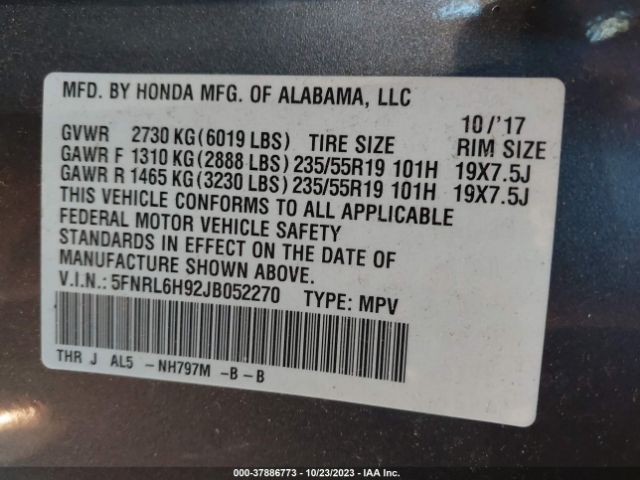 MFD. BY HONDA MFG. OF ALABAMA, LLC
10/'17
GVWR 2730 KG(6019 LBS) TIRE SIZE RIM SIZE
GAWR F 1310 KG(2888 LBS) 235/55R19 101H 19X7.5J
GAWR R 1465 KG(3230 LBS) 235/55R19 101H 19X7.5J
THIS VEHICLE CONFORMS TO ALL APPLICABLE
FEDERAL MOTOR VEHICLE SAFETY
STANDARDS IN EFFECT ON THE DATE OF
MANUFACTURE SHOWN ABOVE.
V.I.N.: 5FNRL6H92JB052270 TYPE: MPV
THR J AL5 -NH797M -B-B
000-37886773 - 10/23/2023 - IAA Inc.